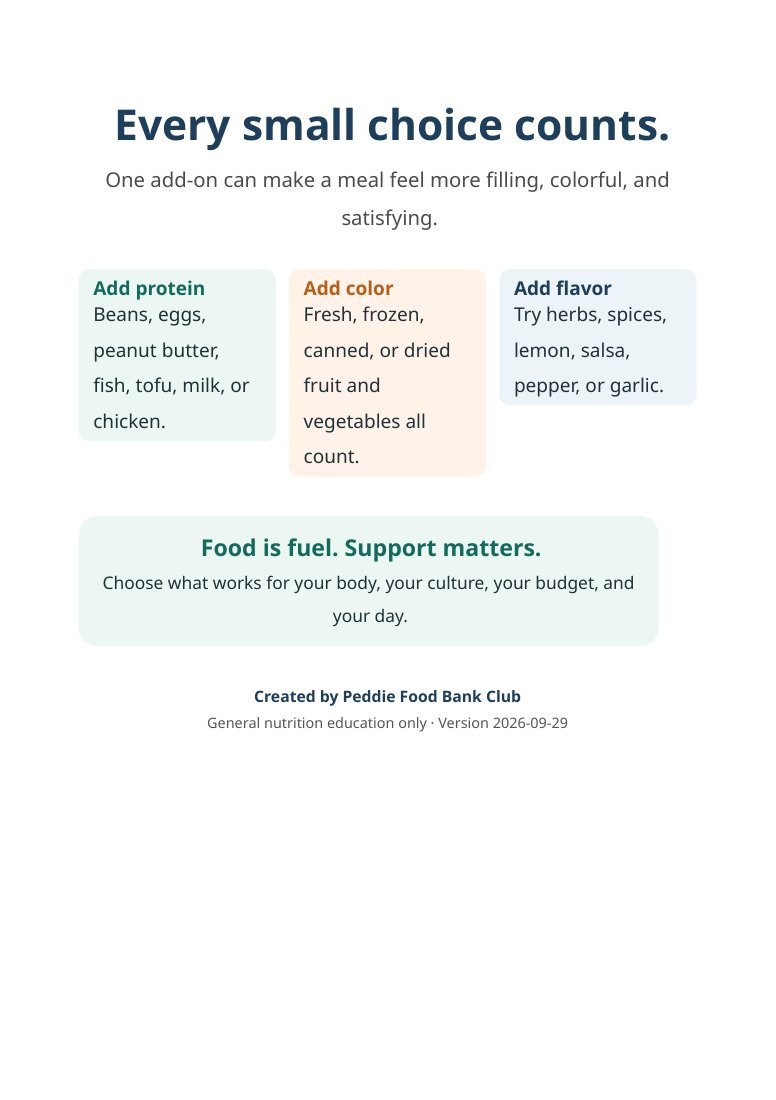 Every small choice counts.
One add-on can make a meal feel more filling, colorful, and
satisfying.
Add protein
Beans, eggs,
peanut butter,
fish, tofu, milk, or
chicken.
Add color
Fresh, frozen,
canned, or dried
fruit and
vegetables all
count.
Add flavor
Try herbs, spices,
lemon, salsa,
pepper, or garlic.
Food is fuel. Support matters.
Choose what works for your body, your culture, your budget, and
your day.
Created by Peddie Food Bank Club
General nutrition education only · Version 2026-09-29